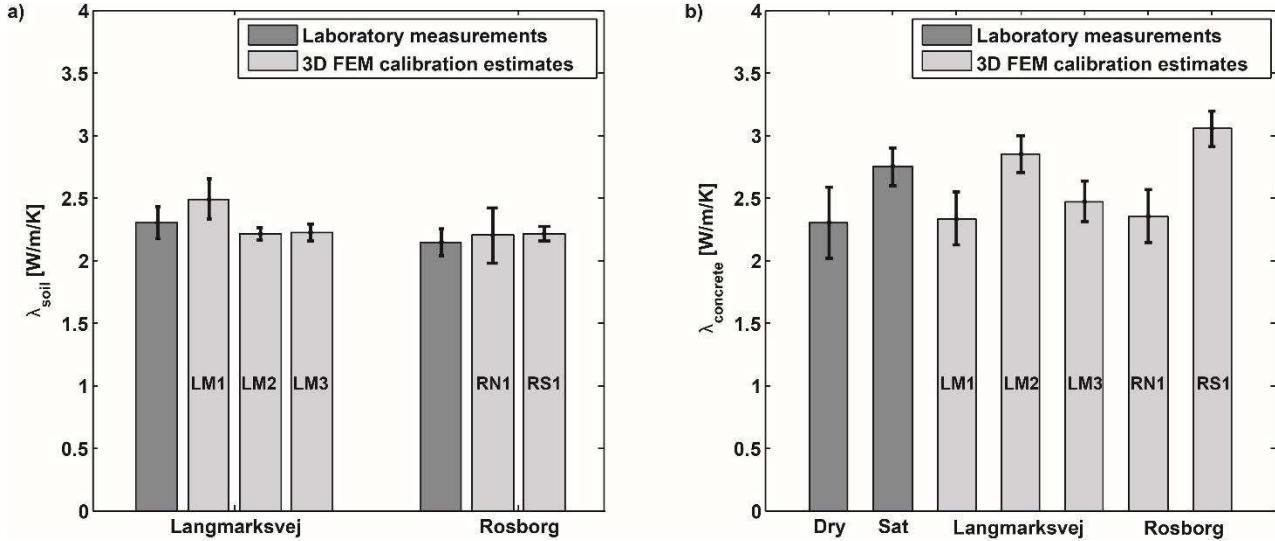 a)
4
3.5
3
2.5
2
1.5
1
0.5
0
λsoil [W/m/K]
Laboratory measurements
3D FEM calibration estimates
LM1 LM2 LM3 RN1 RS1
Langmarksvej Rosborg
b)
4
3.5
3
2.5
2
1.5
1
0.5
0
λconcrete [W/m/K]
Laboratory measurements
3D FEM calibration estimates
LM1 LM2 LM3 RN1 RS1
Dry Sat Langmarksvej Rosborg